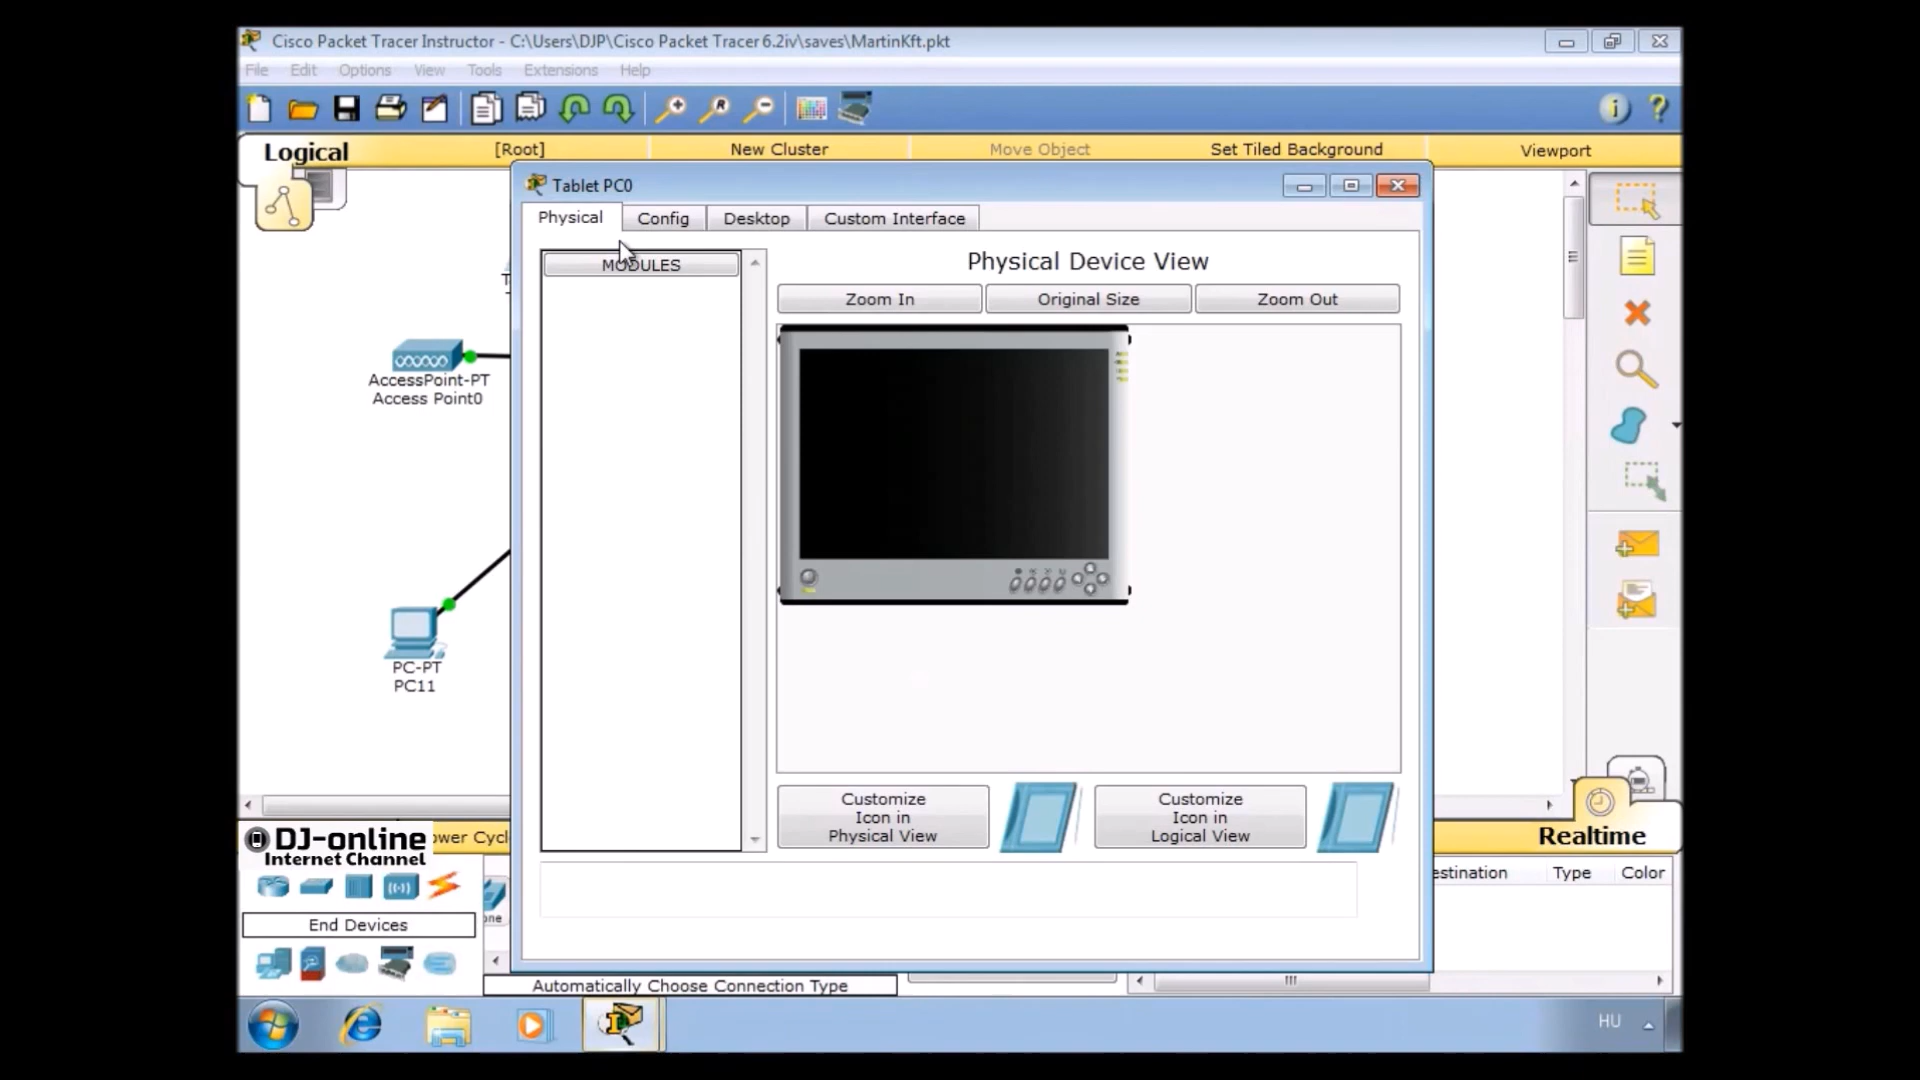 Cisco Packet Tracer Instructor - C:\Users\DJP\Cisco Packet Tracer 6.2iv\saves\MartinKft.pkt
File Edit Options View Tools Extensions Help
Logical [Root] New Cluster Move Object Set Tiled Background Viewport
Tablet PC0
Physical Config Desktop Custom Interface
MODULES
Physical Device View
Zoom In Original Size Zoom Out
AccessPoint-PT
Access Point0
PC-PT
PC11
Customize
Icon in
Physical View
Customize
Icon in
Logical View
DJ-online
Internet Channel
Realtime
Type Color
End Devices
Automatically Choose Connection Type
HU